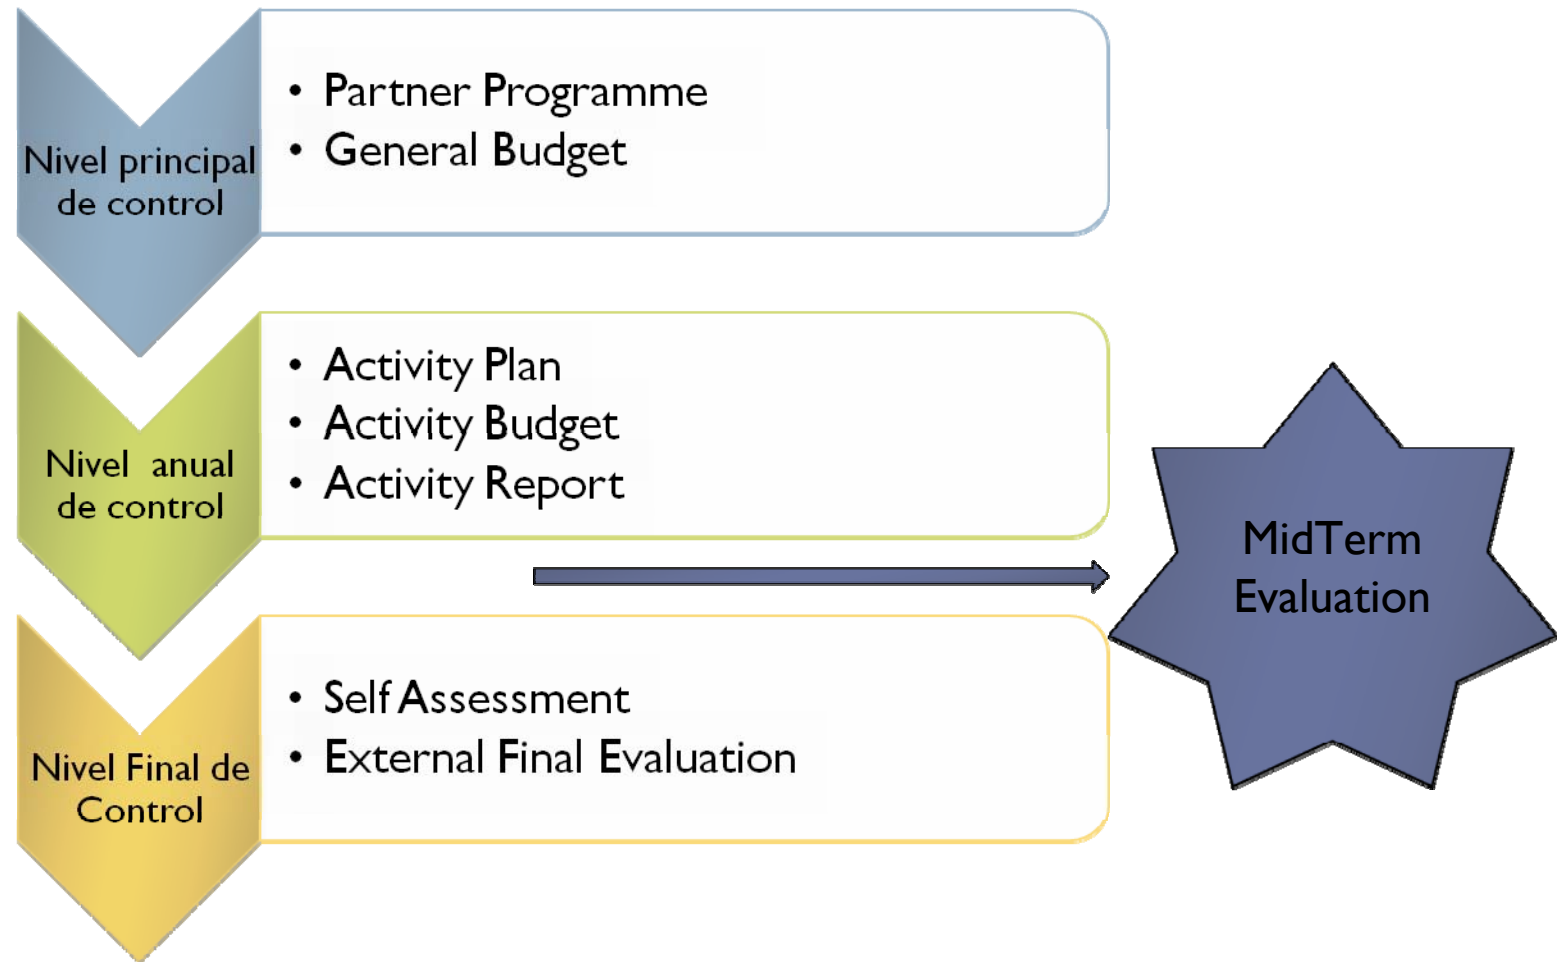 Nivel principal
de control
• Partner Programme
• General Budget
Nivel anual
de control
• Activity Plan
• Activity Budget
• Activity Report
MidTerm
Evaluation
Nivel Final de
Control
• Self Assessment
• External Final Evaluation